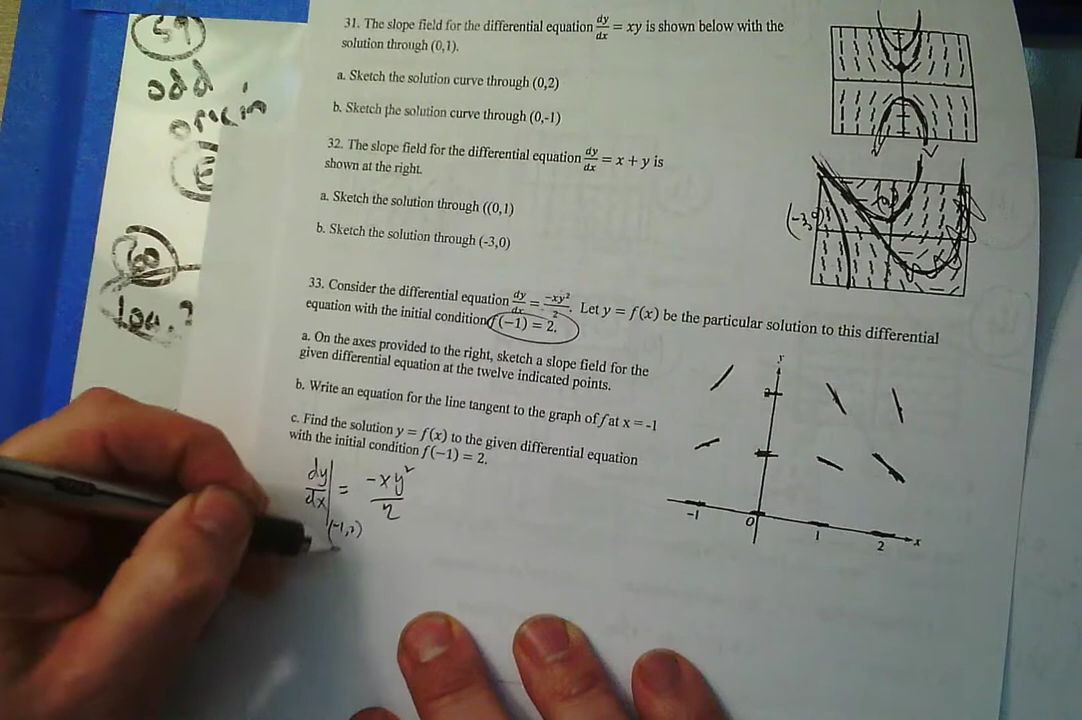 59
odd
origin
31. The slope field for the differential equation dy/dx = xy is shown below with the
solution through (0,1).
a. Sketch the solution curve through (0,2)
b. Sketch the solution curve through (0,-1)
32. The slope field for the differential equation dy/dx = x + y is
shown at the right.
a. Sketch the solution through ((0,1)
b. Sketch the solution through (-3,0)
(-3,0)
33. Consider the differential equation dy/dx = -xy²/2. Let y = f(x) be the particular solution to this differential
equation with the initial condition f(-1) = 2.
a. On the axes provided to the right, sketch a slope field for the
given differential equation at the twelve indicated points.
b. Write an equation for the line tangent to the graph of f at x = -1
c. Find the solution y = f(x) to the given differential equation
with the initial condition f(-1) = 2.
dy/dx | = -xy²/2
(-1,2)
y
2
-1
0
1
2
x